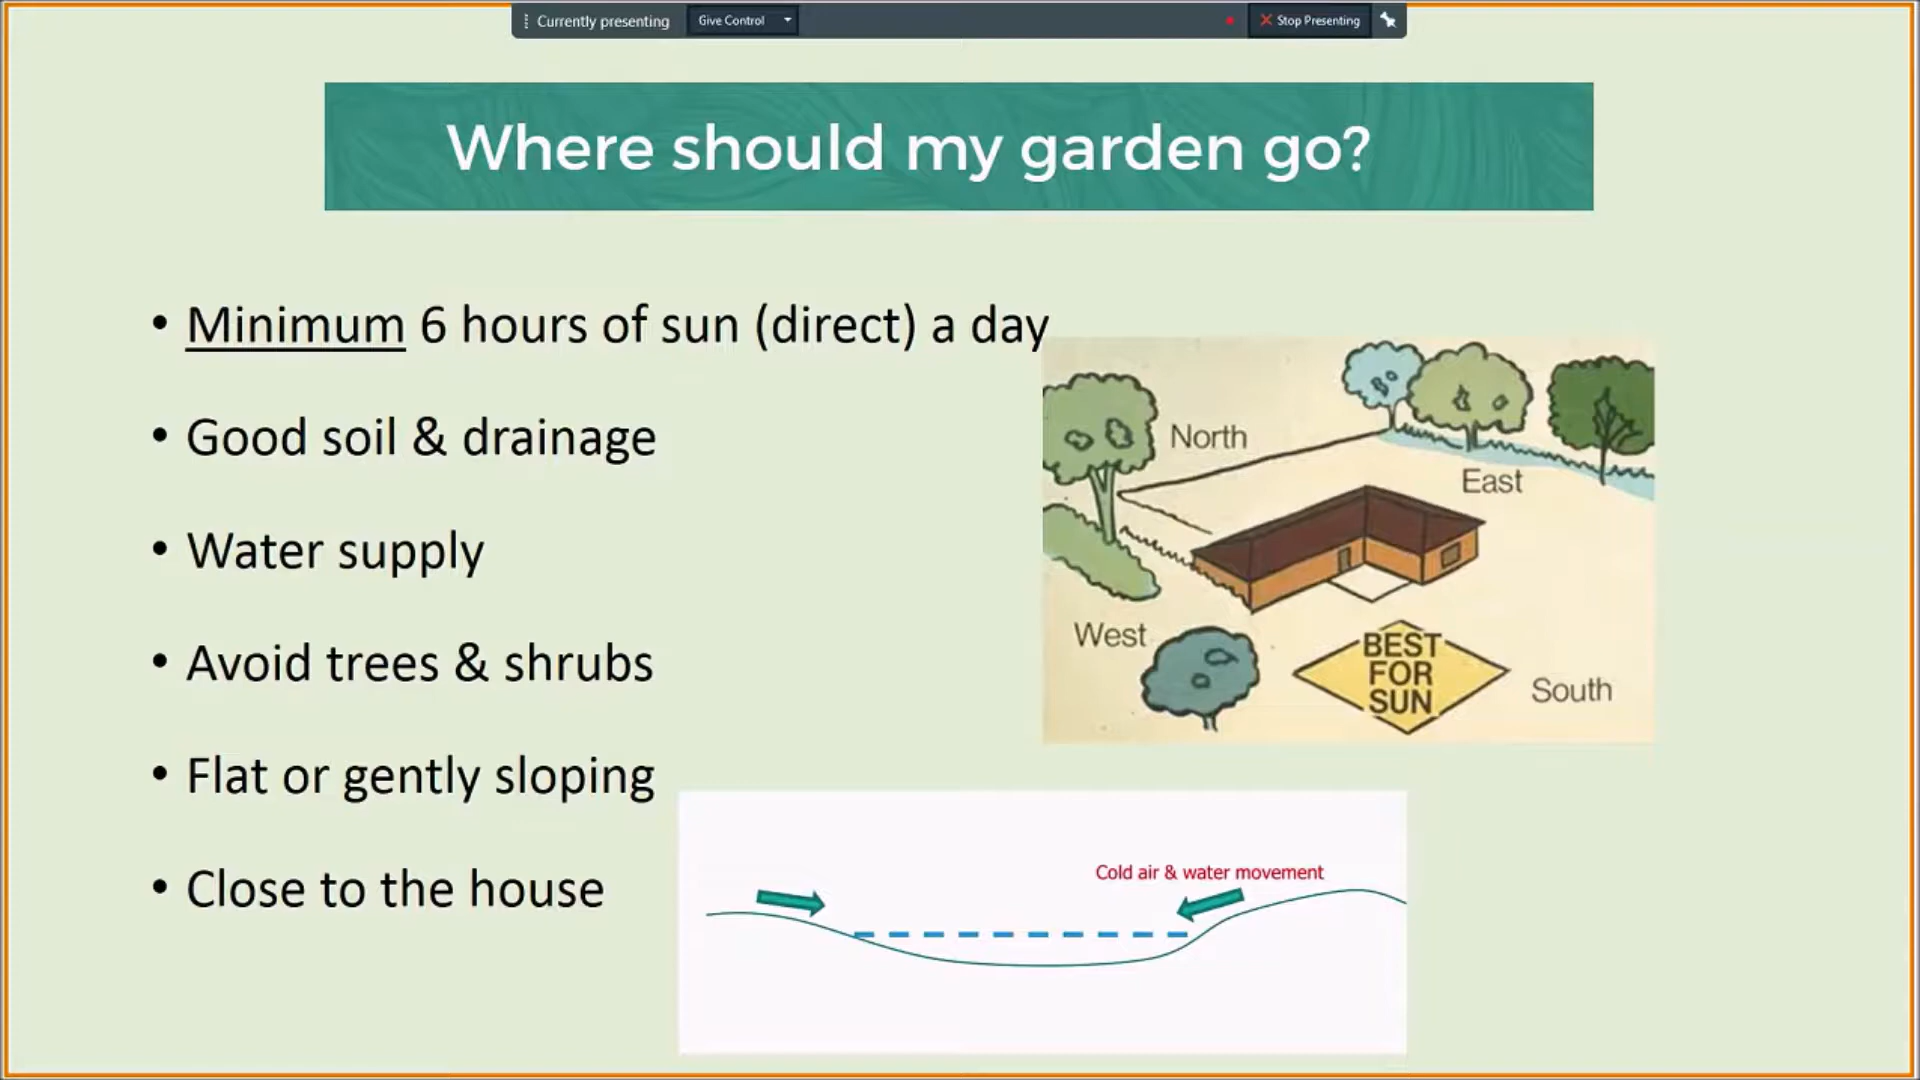 Currently presenting
Give Control
Stop Presenting
Where should my garden go?
• Minimum 6 hours of sun (direct) a day
• Good soil & drainage
• Water supply
• Avoid trees & shrubs
• Flat or gently sloping
• Close to the house
North
East
West
BEST
FOR
SUN
South
Cold air & water movement